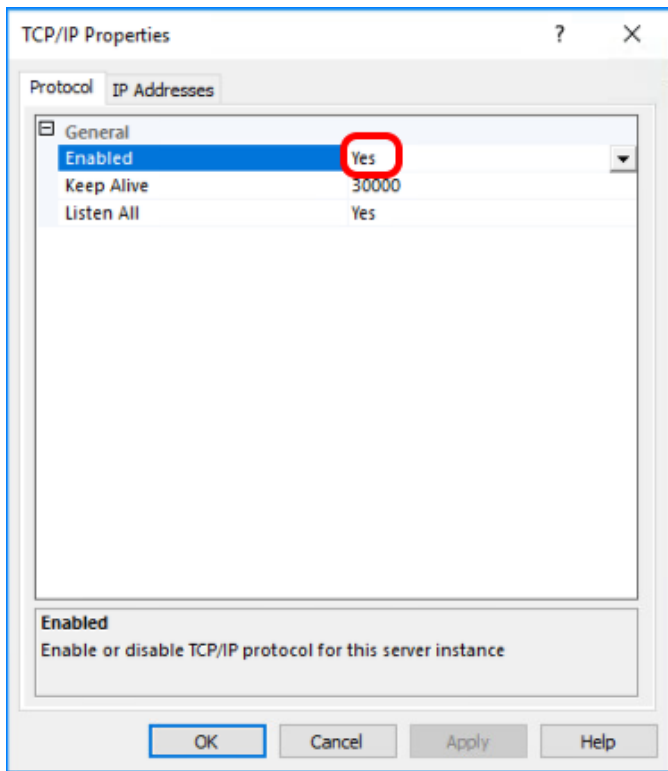 TCP/IP Properties ?
Protocol IP Addresses
General
Enabled Yes
Keep Alive 30000
Listen All Yes
Enabled
Enable or disable TCP/IP protocol for this server instance
OK Cancel Apply Help